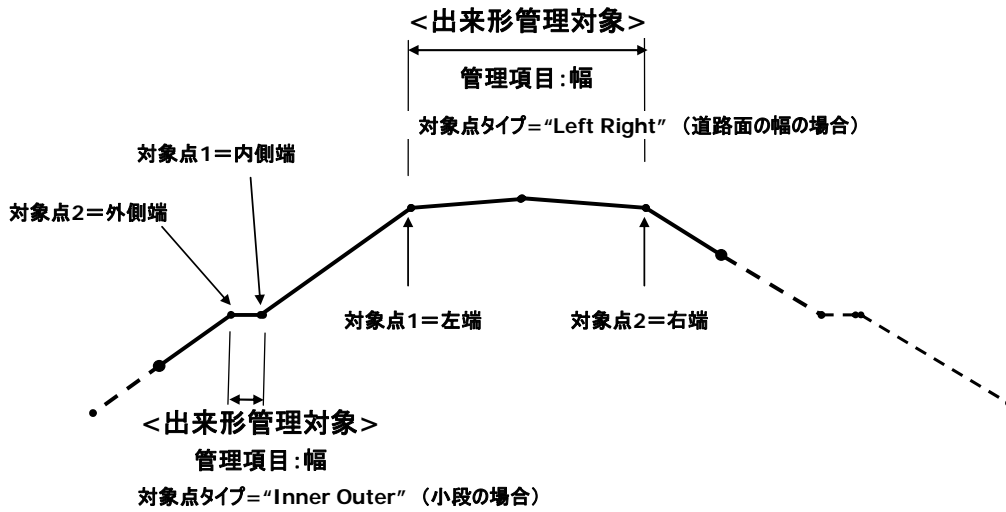 <出来形管理対象>
管理項目:幅
対象点タイプ=“Left Right” (道路面の幅の場合)
対象点1=内側端
対象点2=外側端
対象点1=左端
対象点2=右端
<出来形管理対象>
管理項目:幅
対象点タイプ=“Inner Outer” (小段の場合)